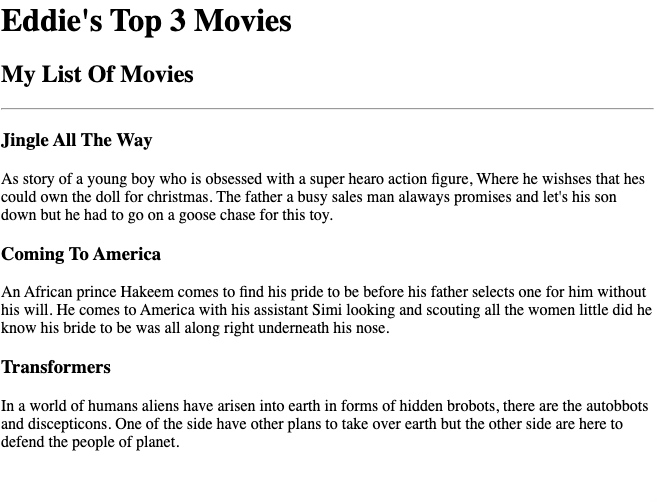 Eddie's Top 3 Movies
My List Of Movies
Jingle All The Way
As story of a young boy who is obsessed with a super hearo action figure, Where he wishses that hes
could own the doll for christmas. The father a busy sales man alaways promises and let's his son
down but he had to go on a goose chase for this toy.
Coming To America
An African prince Hakeem comes to find his pride to be before his father selects one for him without
his will. He comes to America with his assistant Simi looking and scouting all the women little did he
know his bride to be was all along right underneath his nose.
Transformers
In a world of humans aliens have arisen into earth in forms of hidden brobots, there are the autobbots
and discepticons. One of the side have other plans to take over earth but the other side are here to
defend the people of planet.